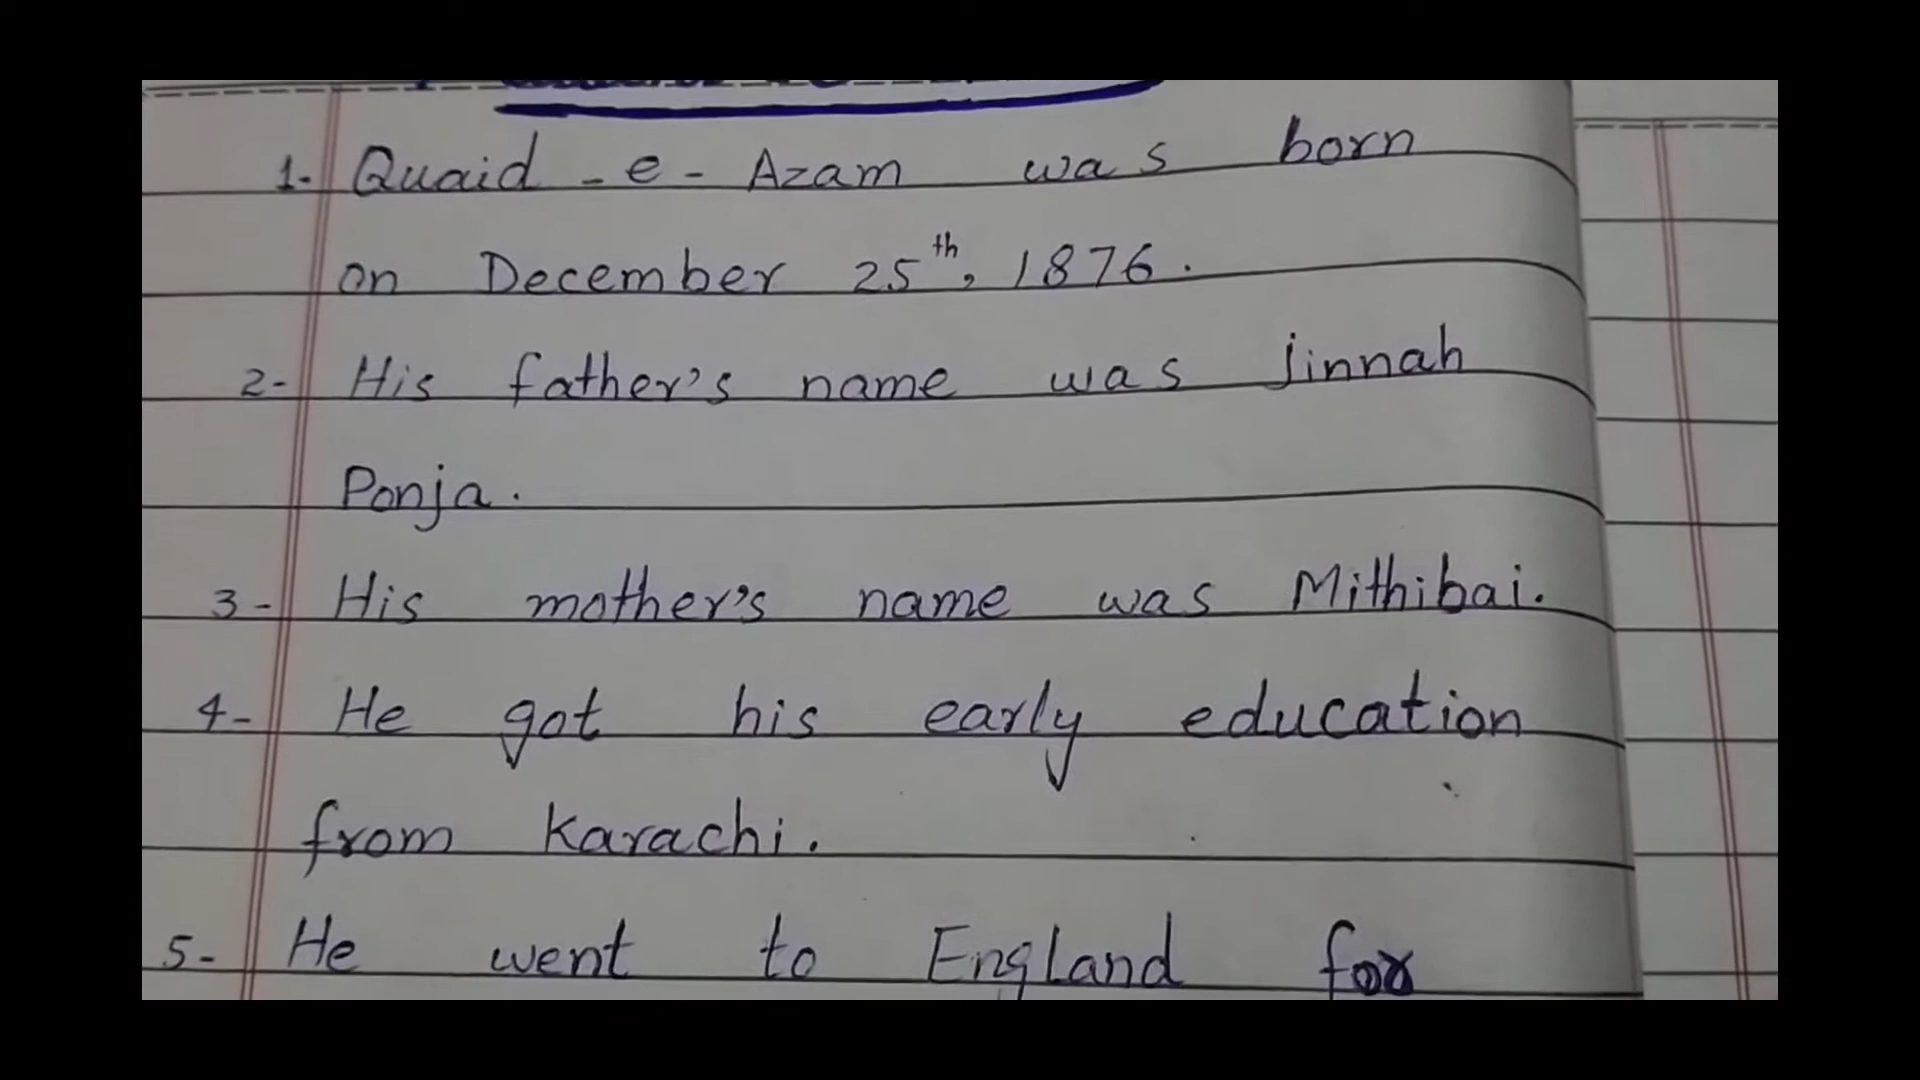 1- Quaid-e-Azam was born
on December 25th, 1876.
2- His father's name was Jinnah
Ponja.
3- His mother's name was Mithibai.
4- He got his early education
from Karachi.
5- He went to England for